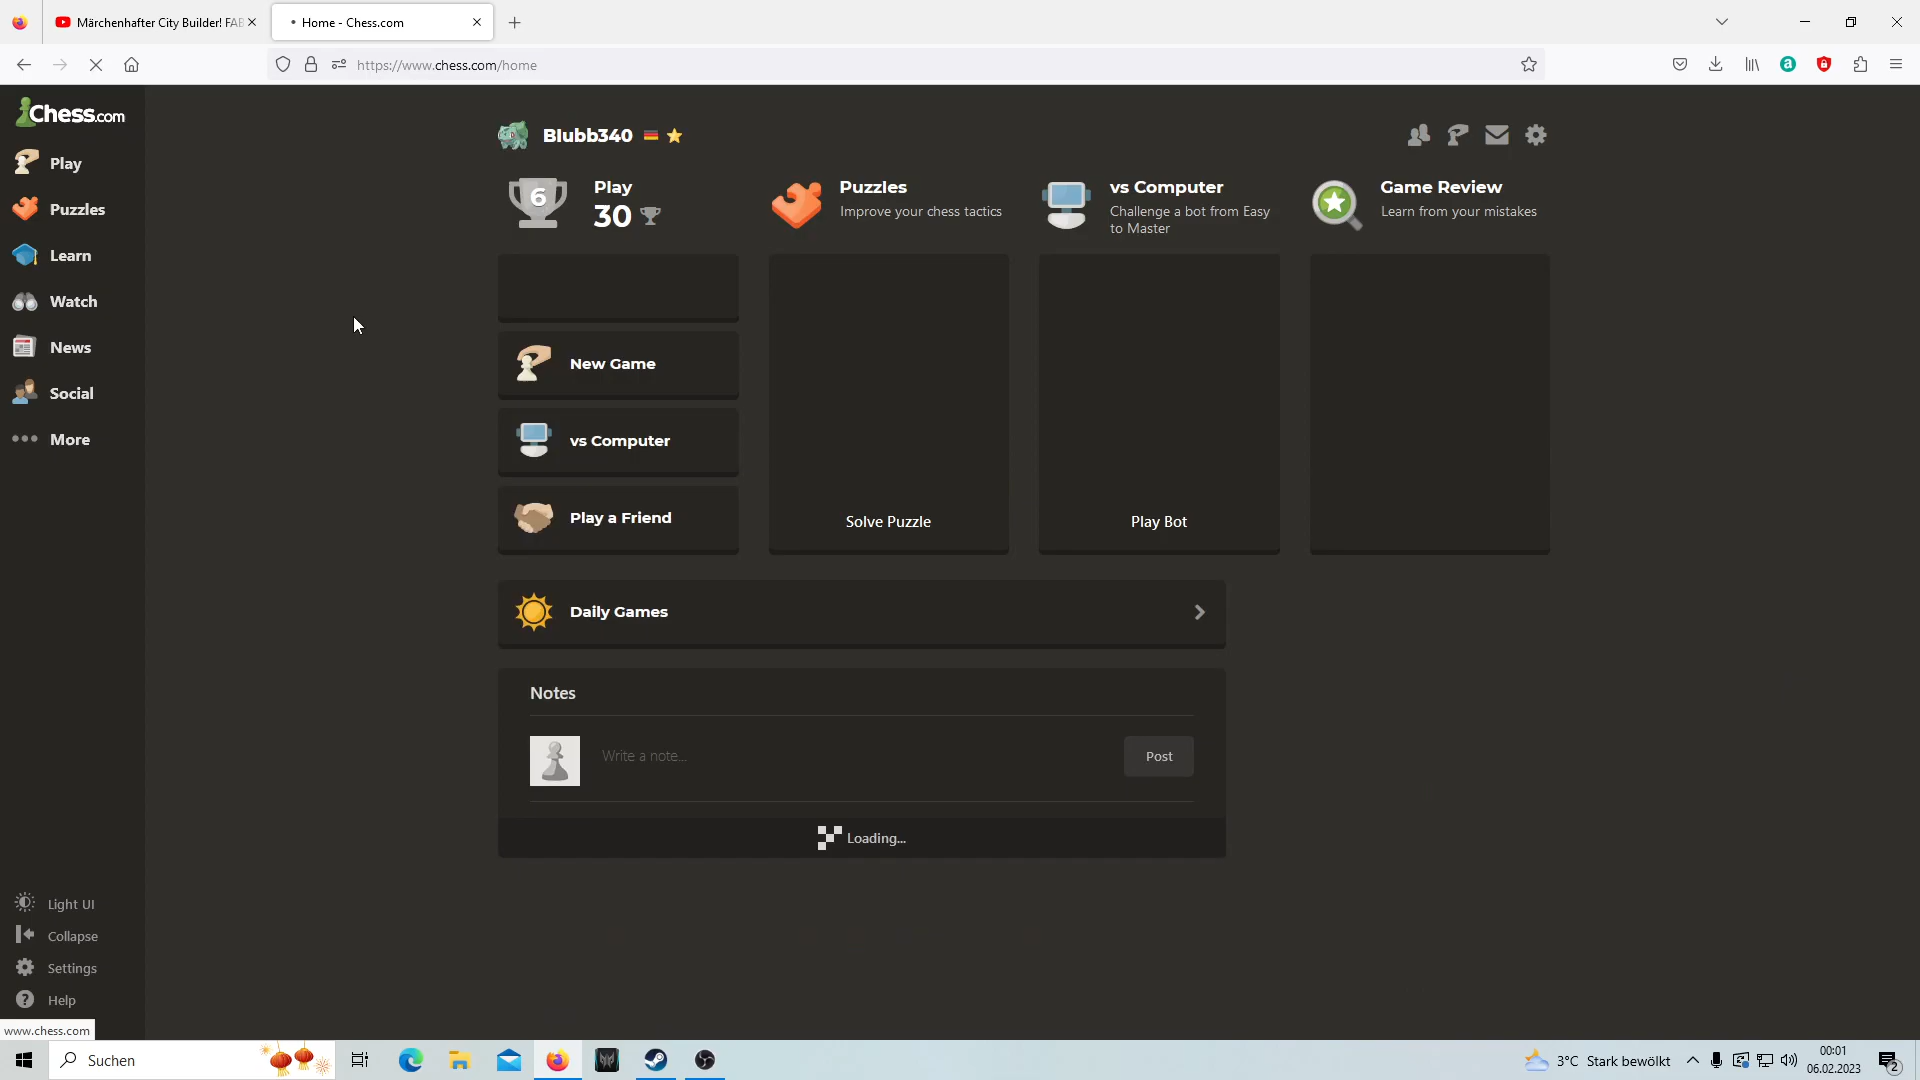 Märchenhafter City Builder! FAB
Home - Chess.com
https://www.chess.com/home
Chess.com
Play
Puzzles
Learn
Watch
News
Social
More
Light UI
Collapse
Settings
Help
www.chess.com
Blubb340
6
Play
30
Puzzles
Improve your chess tactics
vs Computer
Challenge a bot from Easy
to Master
Game Review
Learn from your mistakes
New Game
vs Computer
Play a Friend
Solve Puzzle
Play Bot
Daily Games
Notes
Write a note...
Post
Loading...
Suchen
3°C Stark bewölkt
00:01
06.02.2023
2